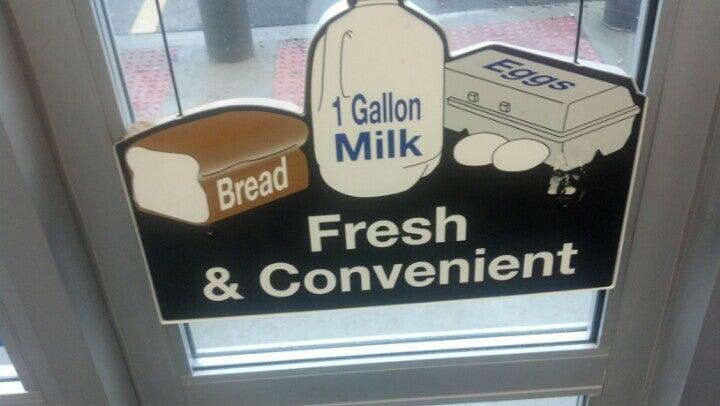 Bread
1 Gallon
Milk
Eggs
Fresh
& Convenient